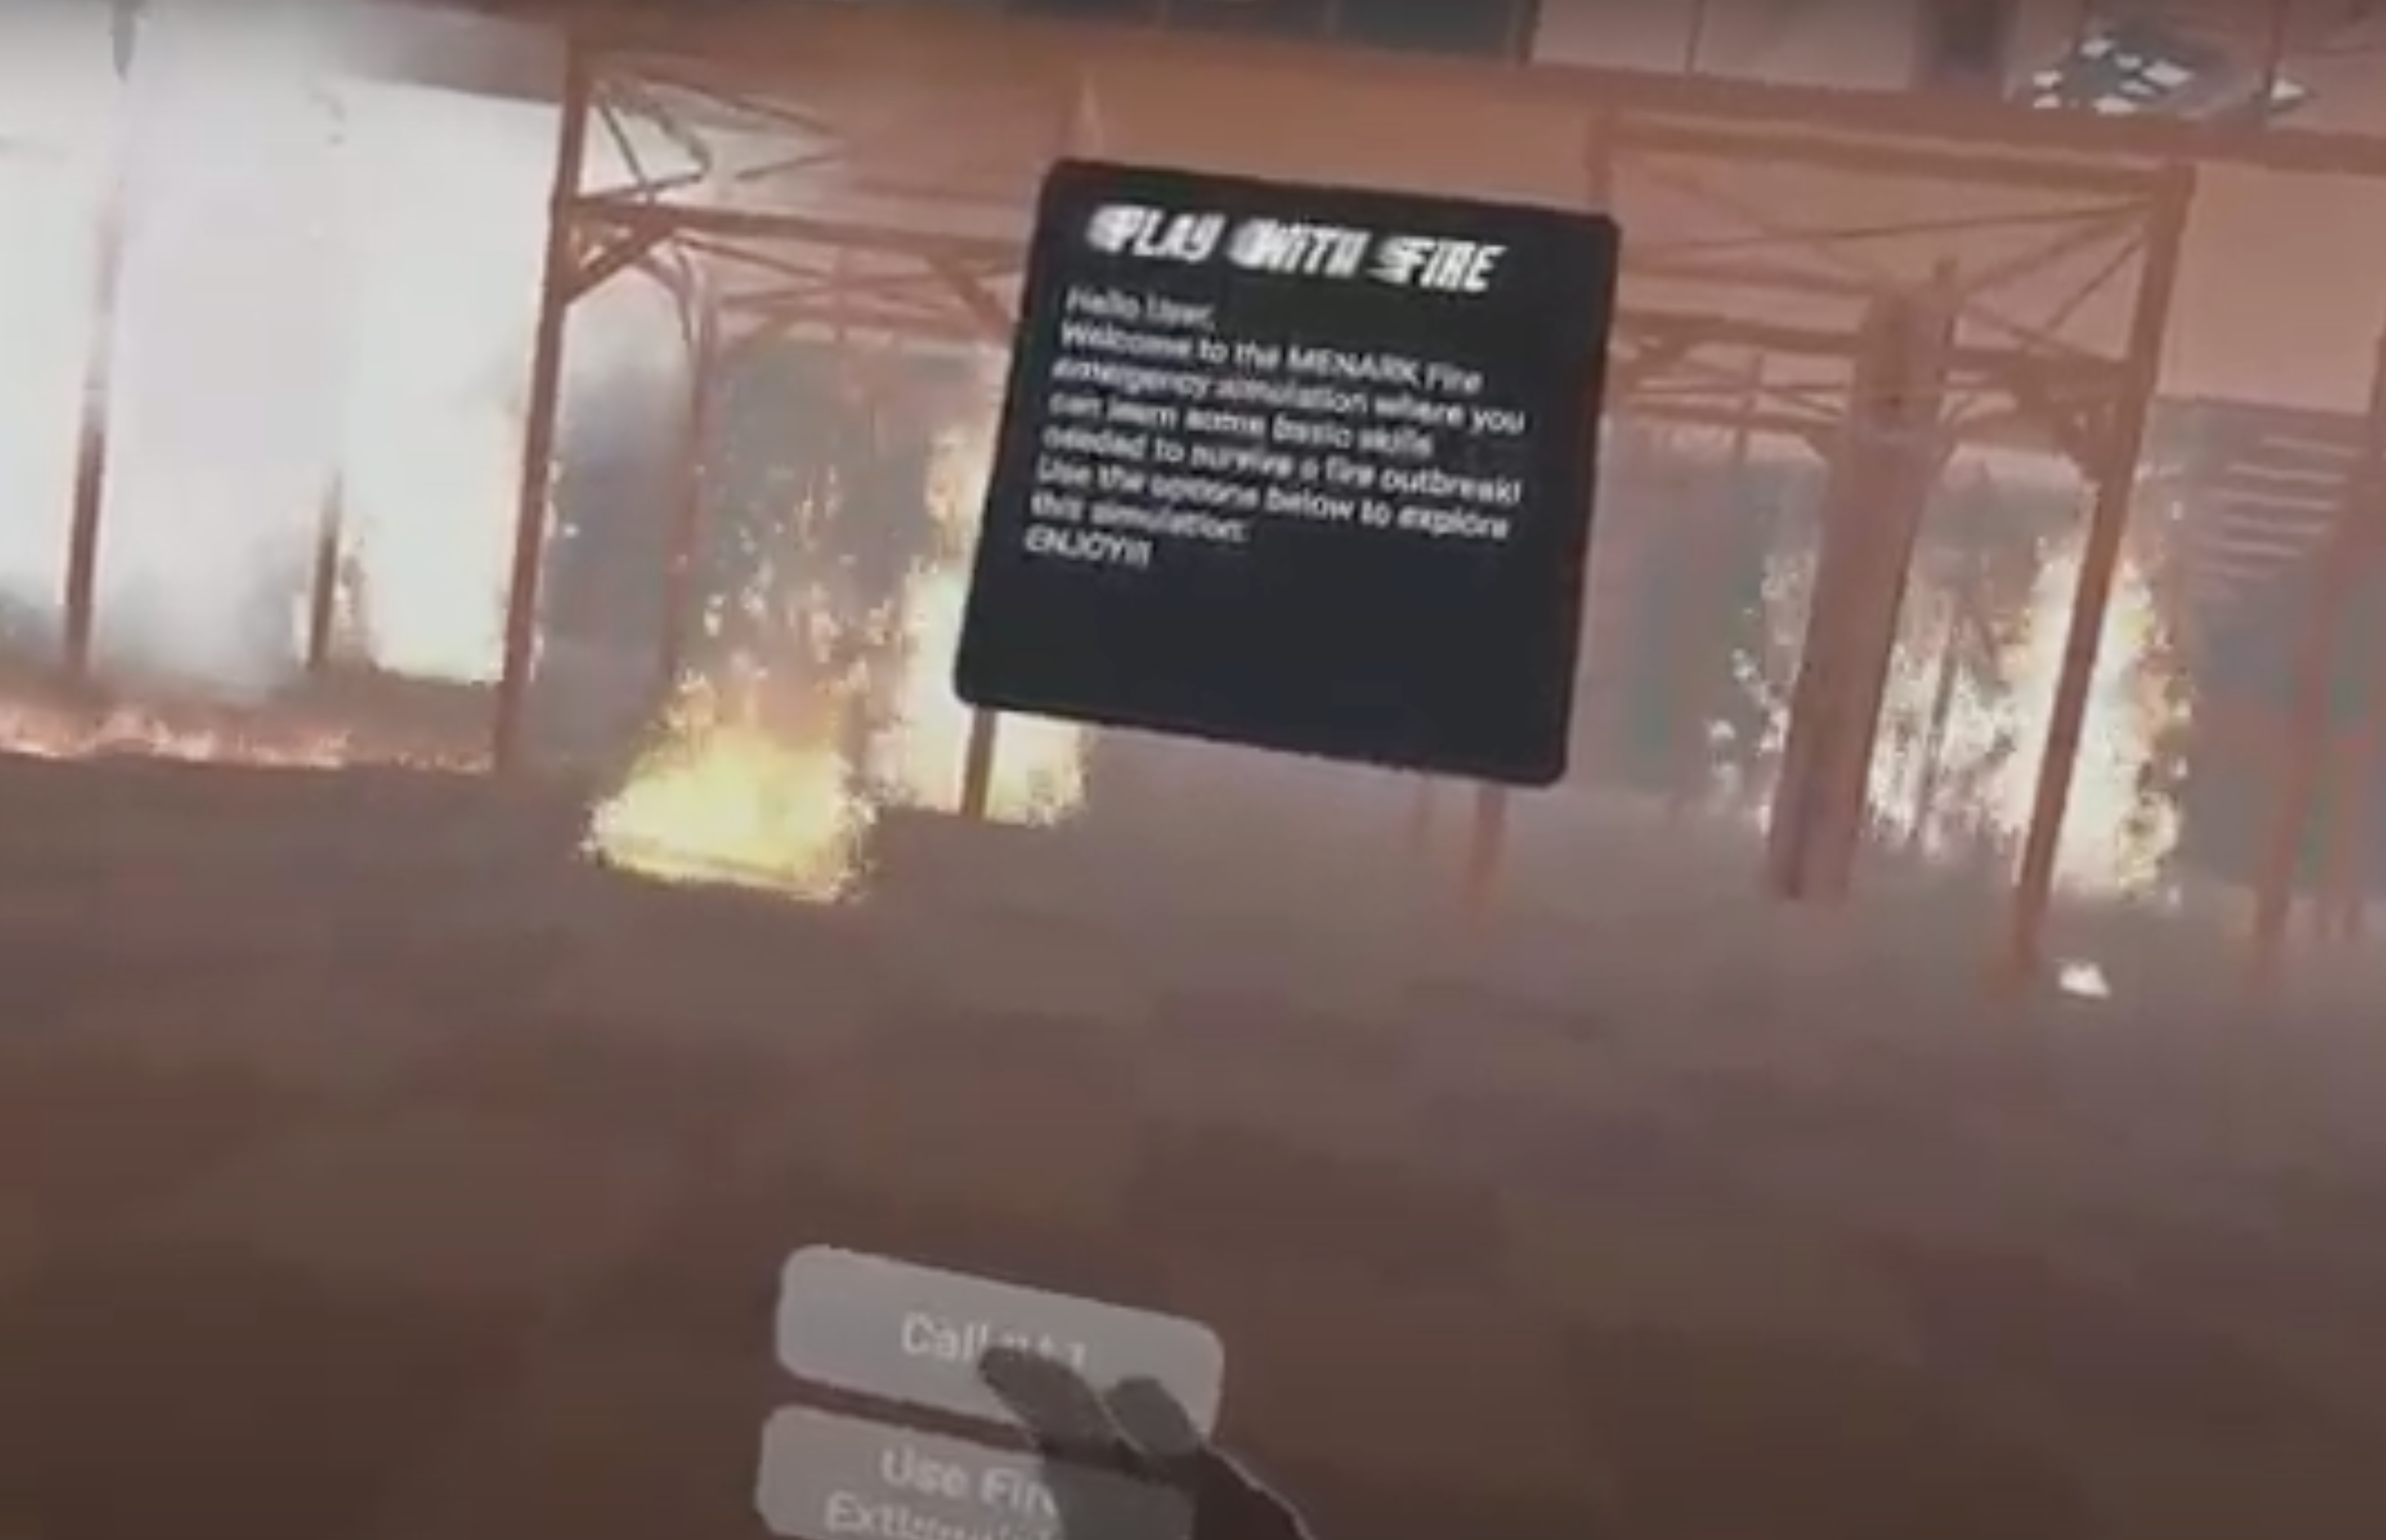 PLAY WITH FIRE
Hello User,
Welcome to the MENARK Fire
emergency simulation where you
can learn some basic skills
needed to survive a fire outbreak!
Use the options below to explore
this simulation.
ENJOY!!!
Call
Use